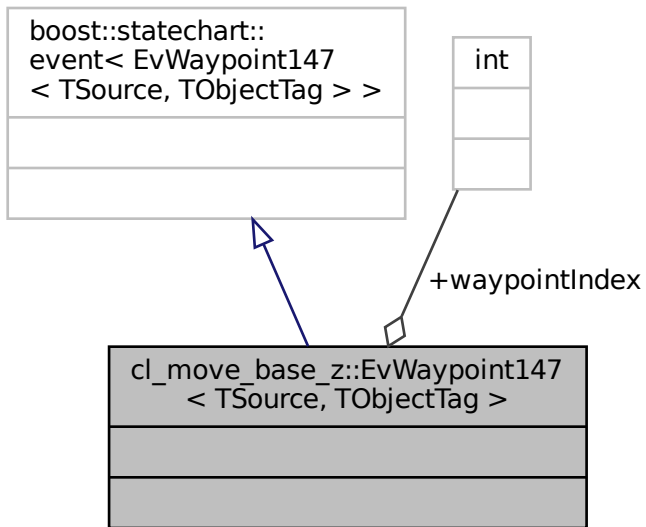 boost::statechart::
event< EvWaypoint147
< TSource, TObjectTag > >
int
+waypointIndex
cl_move_base_z::EvWaypoint147
< TSource, TObjectTag >